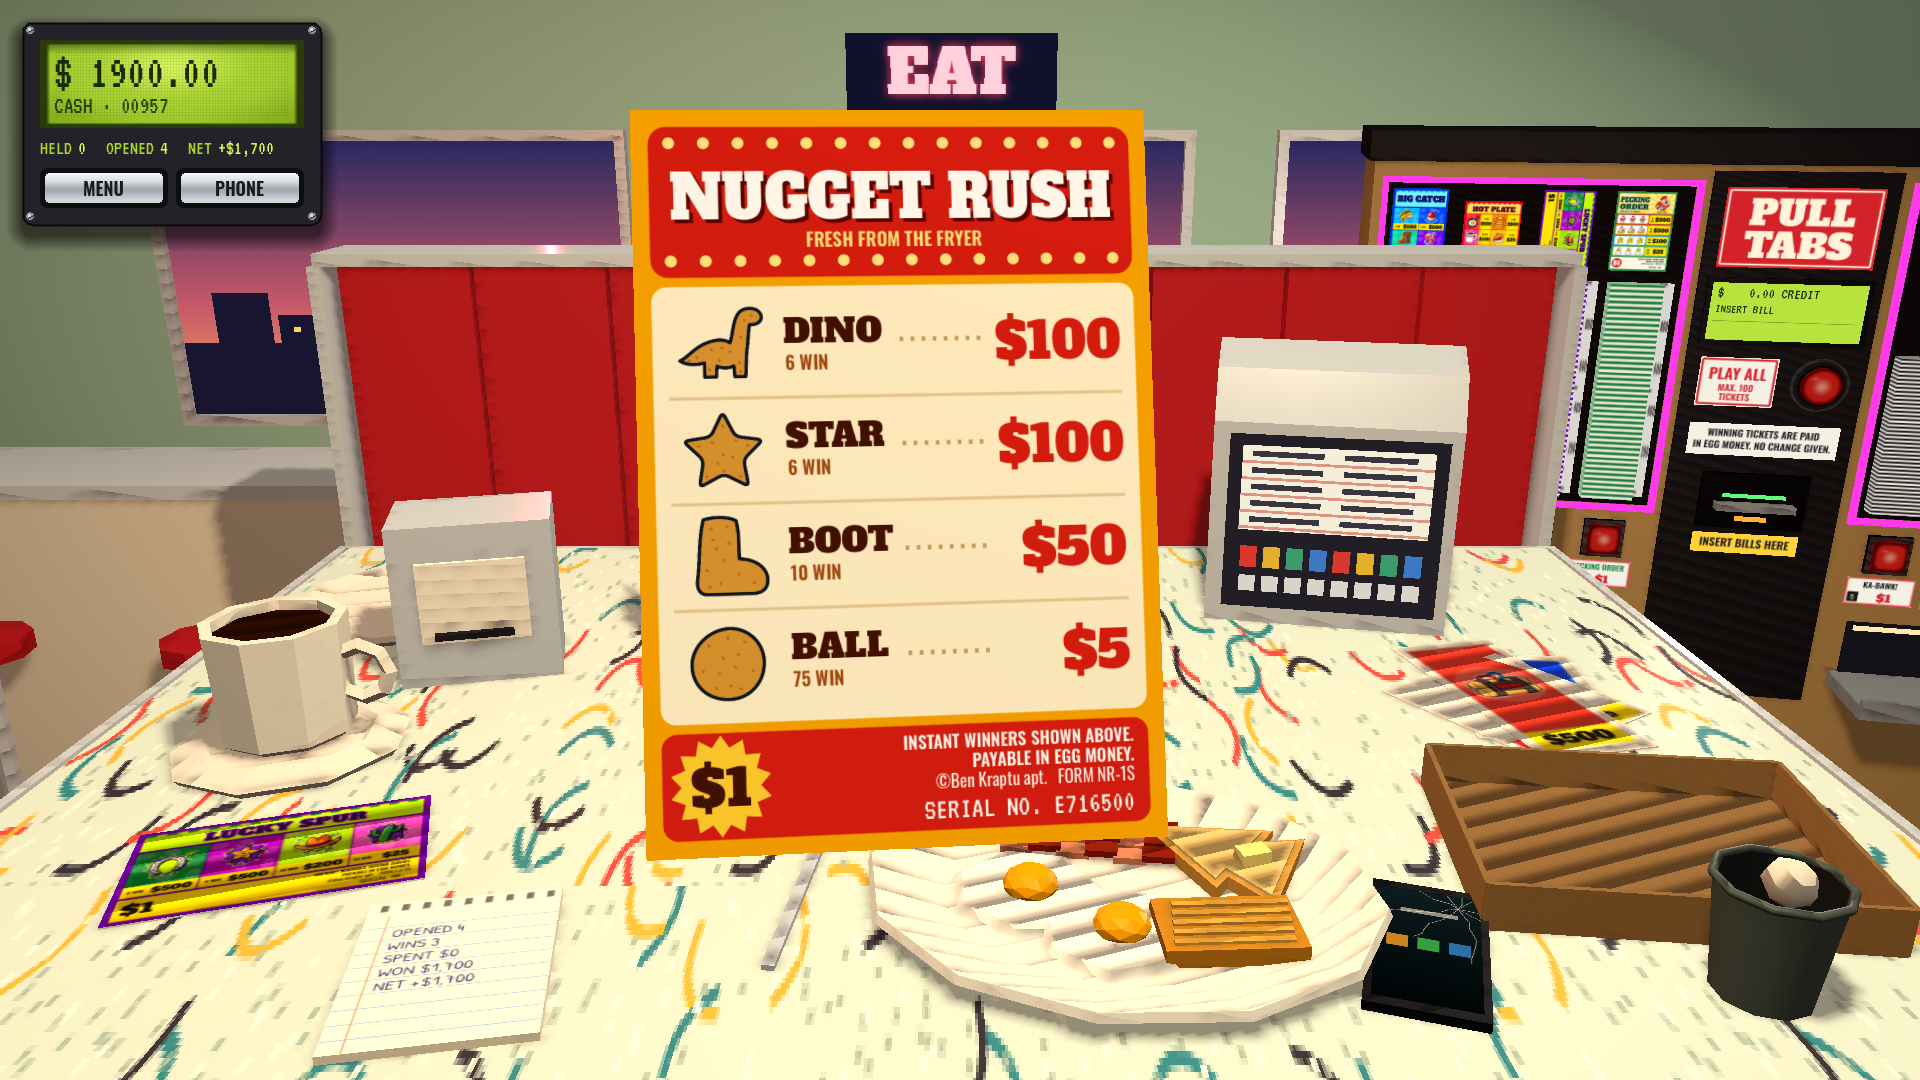 $ 1900.00
CASH · 00957
HELD 0 OPENED 4 NET +$1,700
MENU PHONE
EAT
NUGGET RUSH
FRESH FROM THE FRYER
DINO ........ $100
6 WIN
STAR ........ $100
6 WIN
BOOT ........ $50
10 WIN
BALL ........ $5
75 WIN
$1
INSTANT WINNERS SHOWN ABOVE.
PAYABLE IN EGG MONEY.
©Ben Kraptu apt. FORM NR-1S
SERIAL NO. E716500
BIG CATCH
HOT PLATE
LUCKY SPUR
PECKING ORDER
PULL TABS
$ 0.00 CREDIT
INSERT BILL
PLAY ALL
MAX. 100 TICKETS
WINNING TICKETS ARE PAID
IN EGG MONEY. NO CHANGE GIVEN.
INSERT BILLS HERE
$1
KA-BAWK!
$1
$500
LUCKY SPUR
$500 $500 $200 $25
$1
OPENED 4
WINS 3
SPENT $0
WON $1,700
NET +$1,700